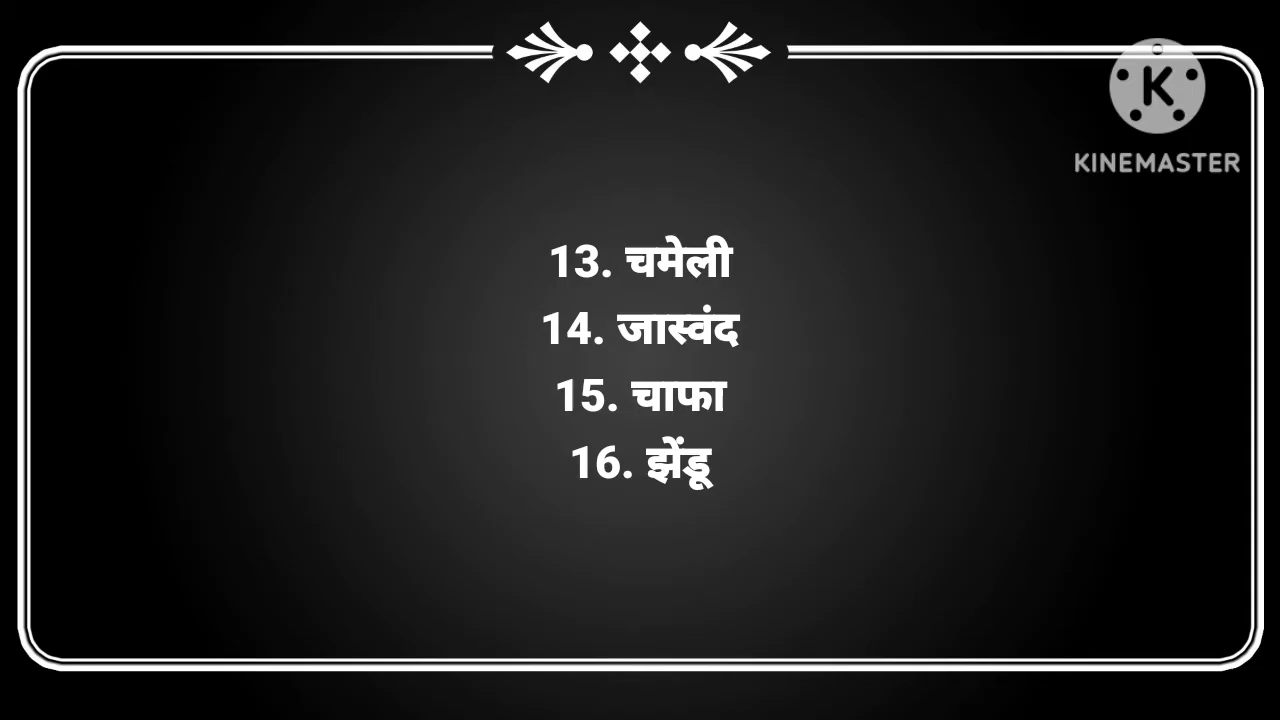 K
KINEMASTER
13. चमेली
14. जास्वंद
15. चाफा
16. झेंडू